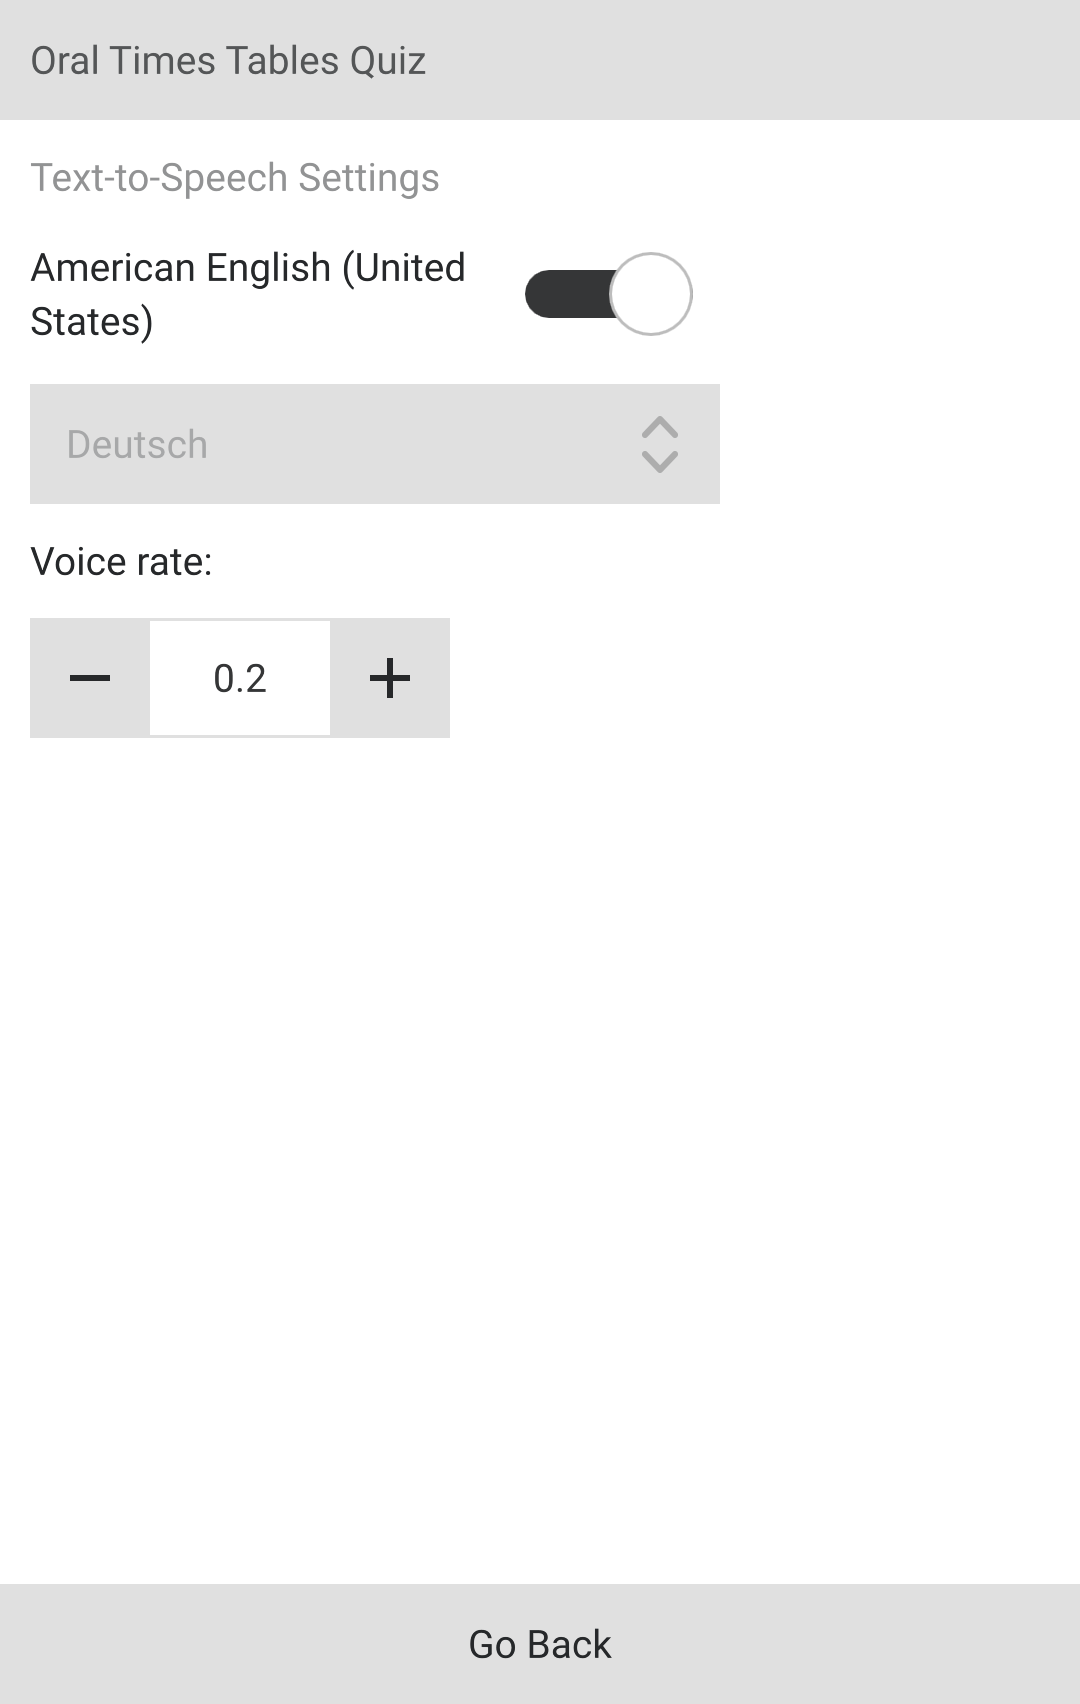 Oral Times Tables Quiz
Text-to-Speech Settings
American English (United
States)
Deutsch
Voice rate:
0.2
Go Back